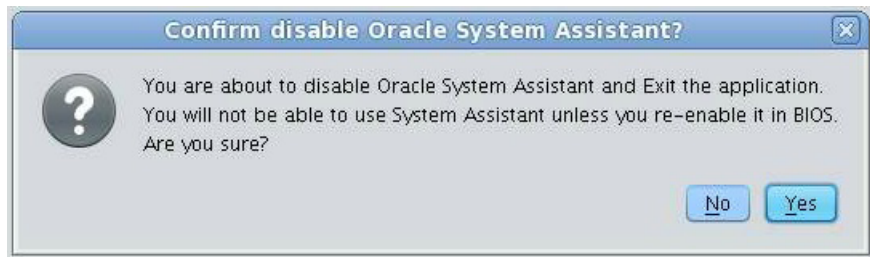 Confirm disable Oracle System Assistant?
You are about to disable Oracle System Assistant and Exit the application.
You will not be able to use System Assistant unless you re-enable it in BIOS.
Are you sure?
No Yes